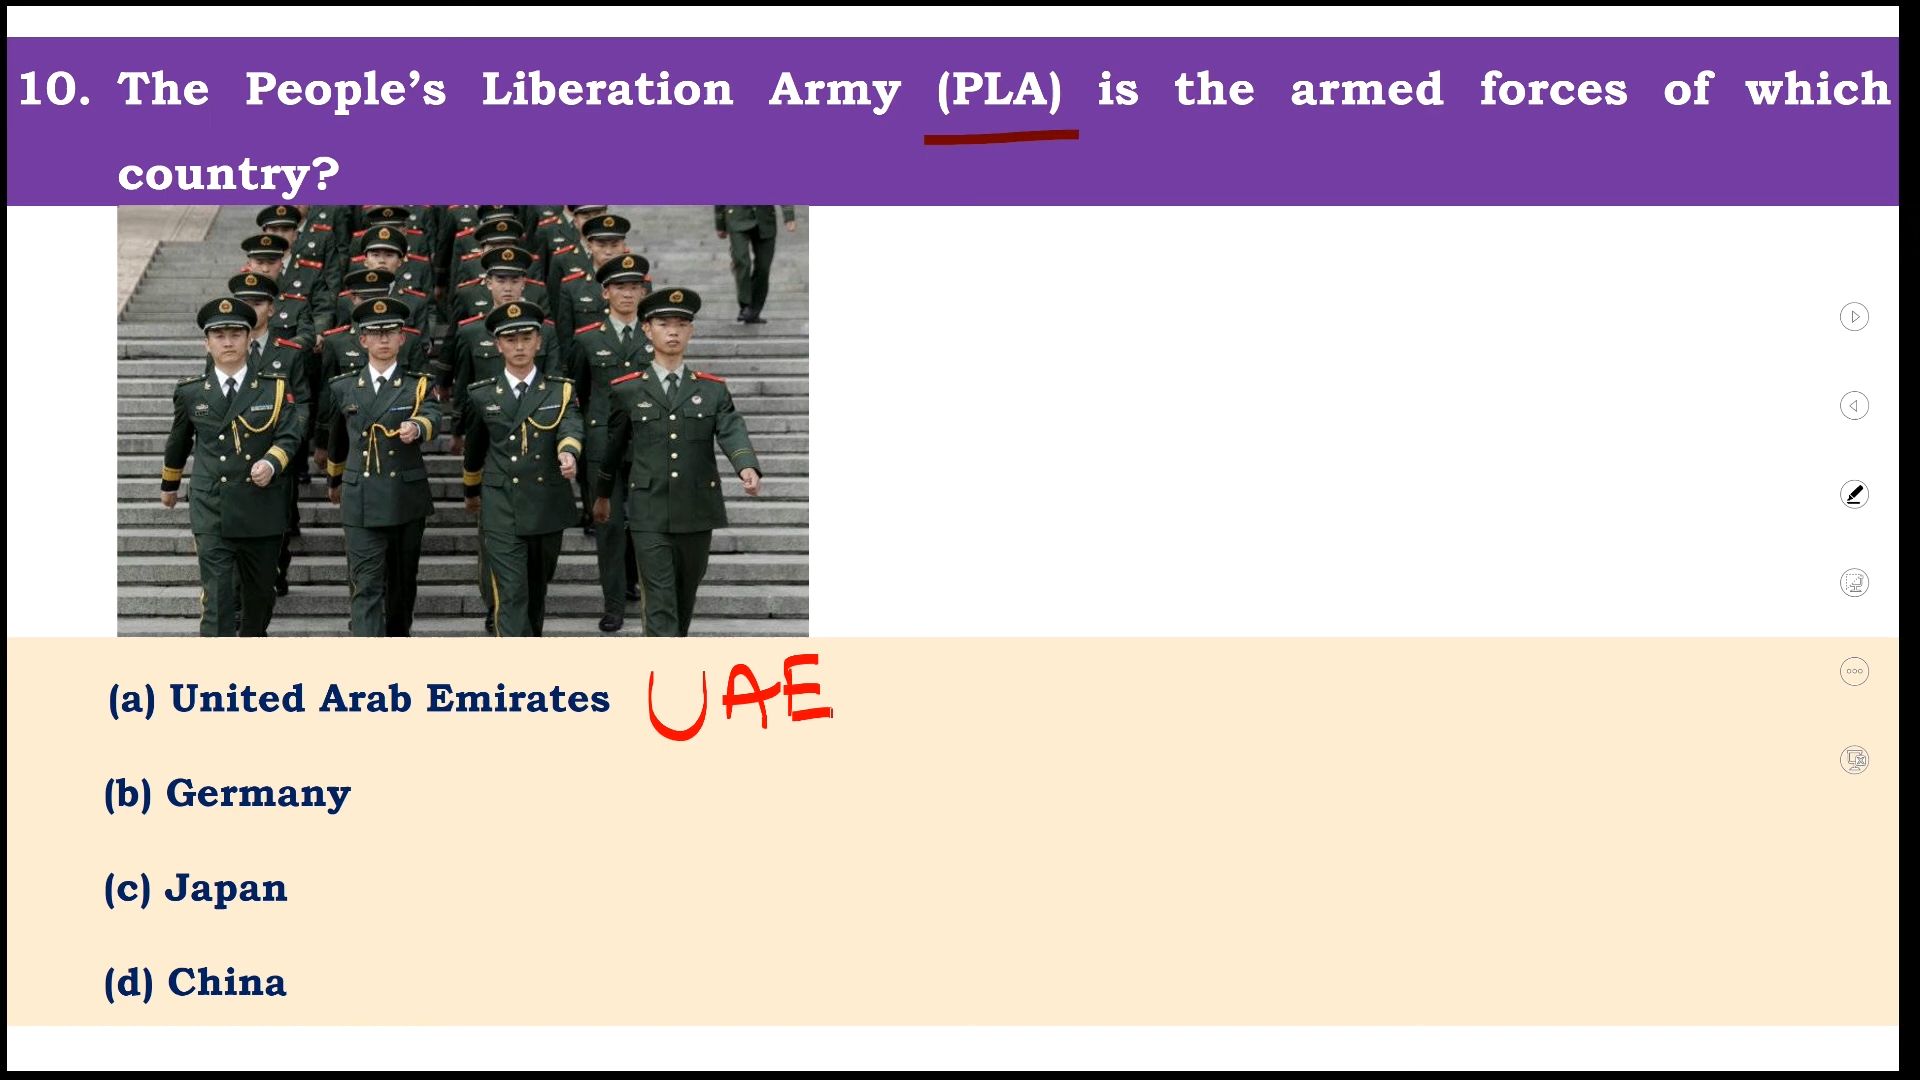 10. The People’s Liberation Army (PLA) is the armed forces of which
country?
(a) United Arab Emirates UAE
(b) Germany
(c) Japan
(d) China